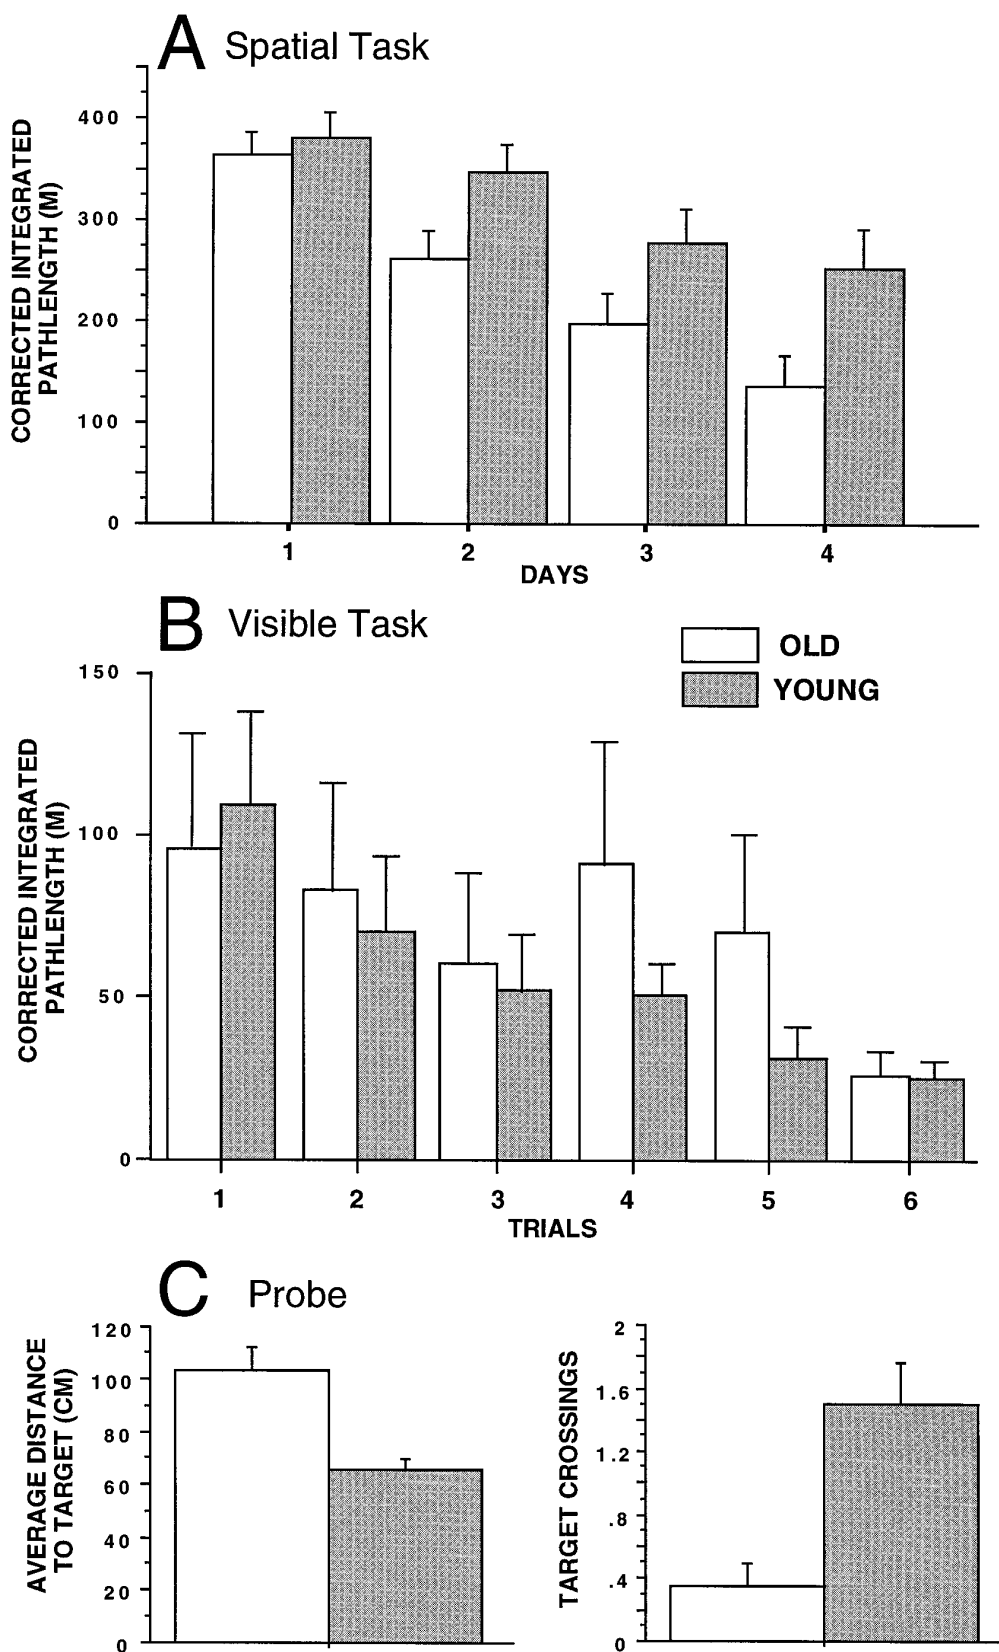 A Spatial Task
CORRECTED INTEGRATED
PATHLENGTH (M)
400
300
200
100
0
1 2 3 4
DAYS
B Visible Task
OLD
YOUNG
CORRECTED INTEGRATED
PATHLENGTH (M)
150
100
50
0
1 2 3 4 5 6
TRIALS
C Probe
AVERAGE DISTANCE
TO TARGET (CM)
120
100
80
60
40
20
0
TARGET CROSSINGS
2
1.6
1.2
.8
.4
0